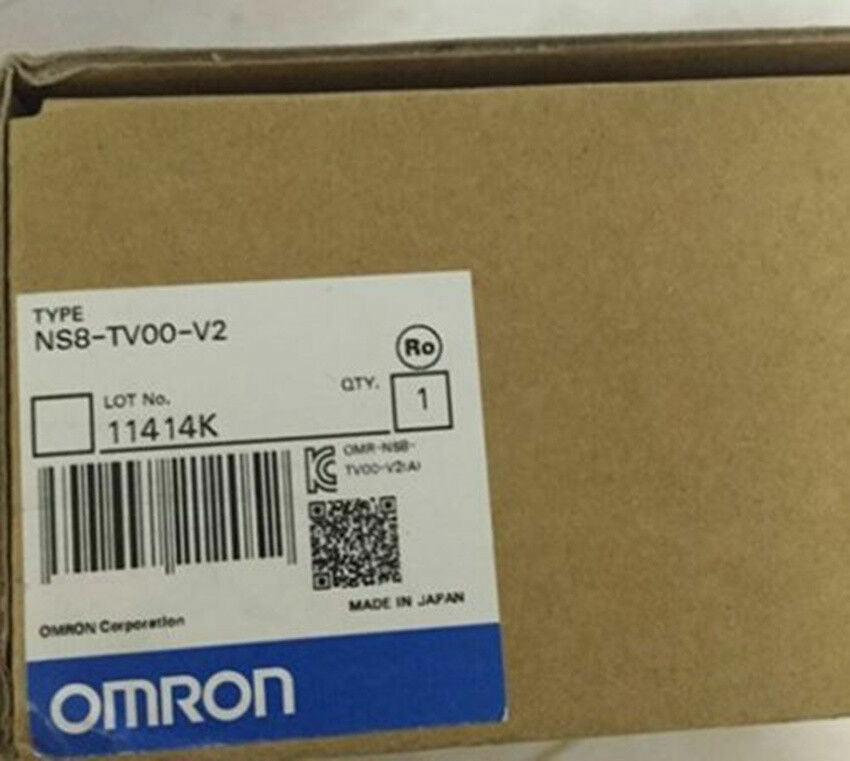 TYPE
NS8-TV00-V2
Ro
QTY.
1
LOT No.
11414K
OMR-NS8-
TV00-V2(A)
MADE IN JAPAN
OMRON Corporation
OMRON